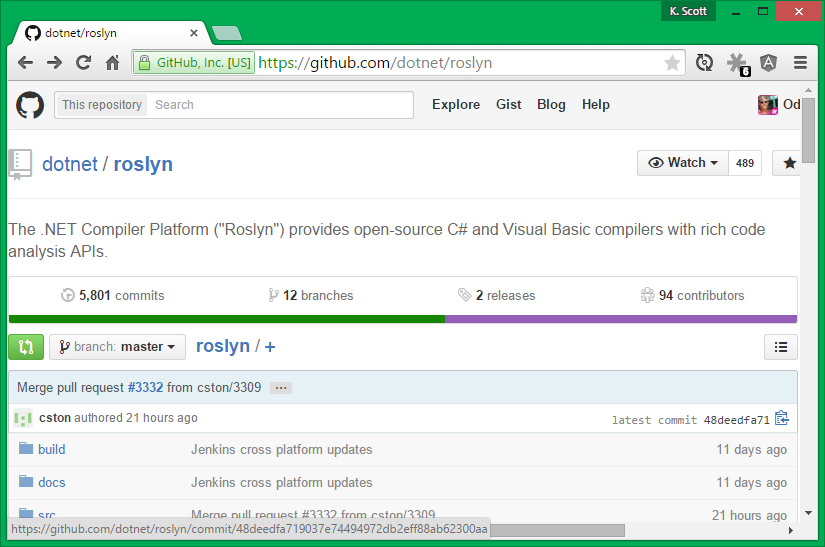 K. Scott
dotnet/roslyn
GitHub, Inc. [US] https://github.com/dotnet/roslyn
6
This repository Search Explore Gist Blog Help Od
dotnet / roslyn Watch 489
The .NET Compiler Platform ("Roslyn") provides open-source C# and Visual Basic compilers with rich code
analysis APIs.
5,801 commits 12 branches 2 releases 94 contributors
branch: master roslyn / +
Merge pull request #3332 from cston/3309 ...
cston authored 21 hours ago latest commit 48deedfa71
build Jenkins cross platform updates 11 days ago
docs Jenkins cross platform updates 11 days ago
src Merge pull request #3332 from cston/3309 21 hours ago
https://github.com/dotnet/roslyn/commit/48deedfa719037e74494972db2eff88ab62300aa